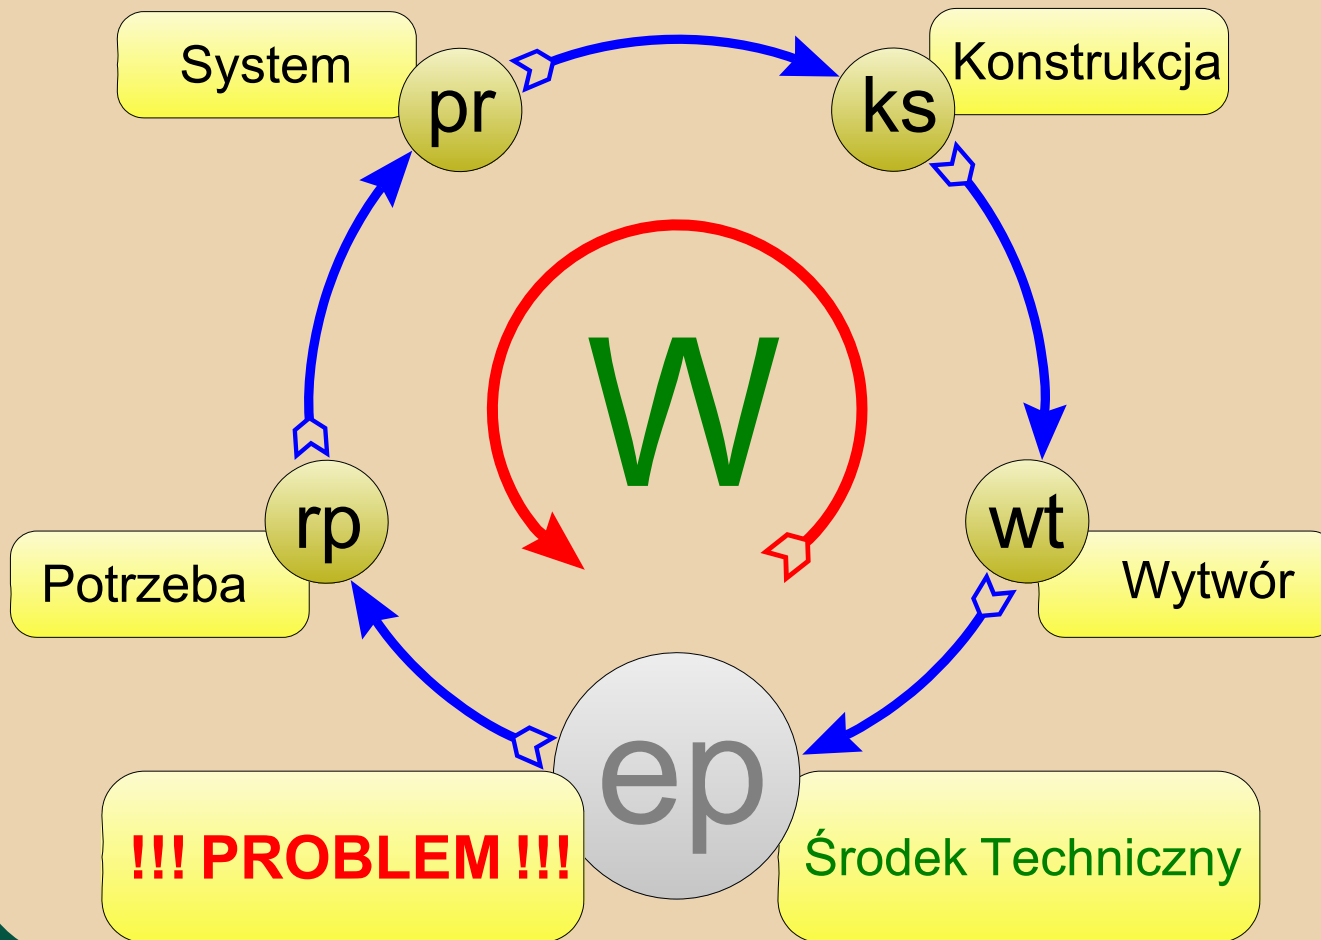 System
pr
ks
Konstrukcja
W
rp
wt
Potrzeba
Wytwór
ep
!!! PROBLEM !!!
Środek Techniczny